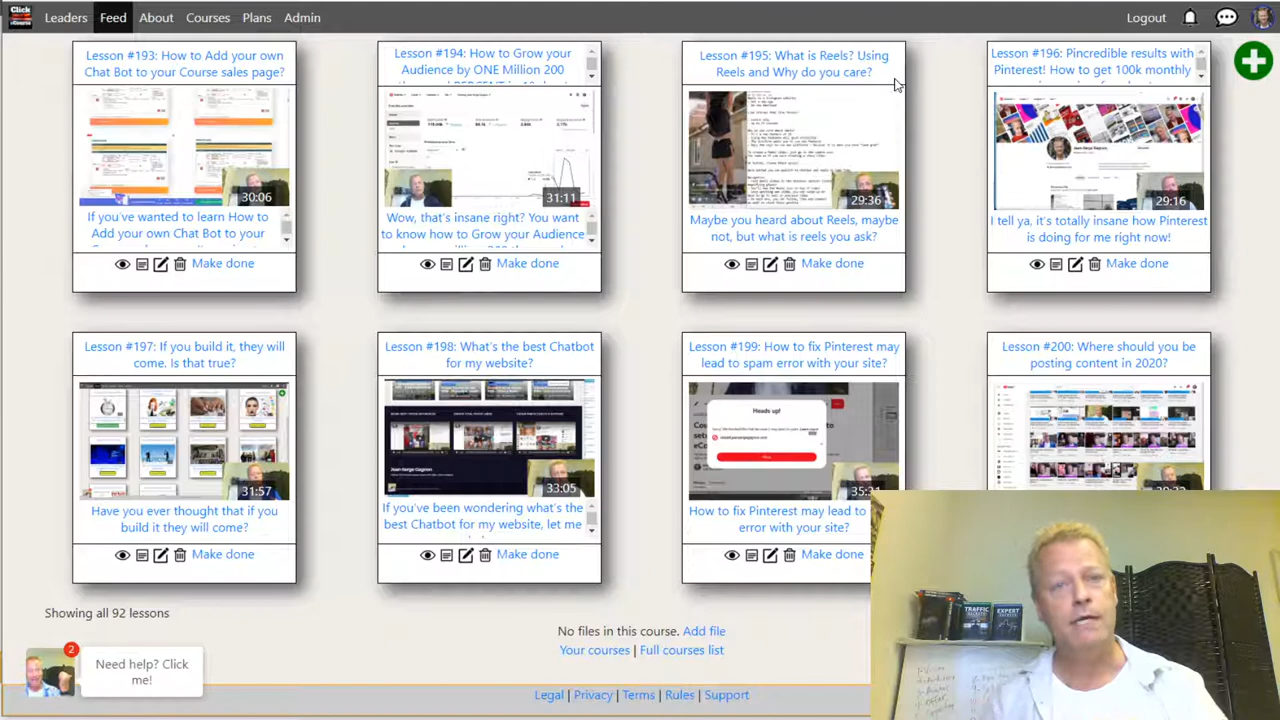 Click
eCourse
Leaders
Feed
About
Courses
Plans
Admin
Logout
Lesson #193: How to Add your own
Chat Bot to your Course sales page?
30:06
If you've wanted to learn How to
Add your own Chat Bot to your
Make done
Lesson #194: How to Grow your
Audience by ONE Million 200
31:11
Wow, that's insane right? You want
to know how to Grow your Audience
Make done
Lesson #195: What is Reels? Using
Reels and Why do you care?
29:36
Maybe you heard about Reels, maybe
not, but what is reels you ask?
Make done
Lesson #196: Pincredible results with
Pinterest! How to get 100k monthly
29:16
I tell ya, it's totally insane how Pinterest
is doing for me right now!
Make done
Lesson #197: If you build it, they will
come. Is that true?
31:57
Have you ever thought that if you
build it they will come?
Make done
Lesson #198: What's the best Chatbot
for my website?
Jean-Serge Gagnon
33:05
If you've been wondering what's the
best Chatbot for my website, let me
Make done
Lesson #199: How to fix Pinterest may
lead to spam error with your site?
Heads up!
How to fix Pinterest may lead to
error with your site?
Make done
Lesson #200: Where should you be
posting content in 2020?
Showing all 92 lessons
No files in this course. Add file
Your courses | Full courses list
2
Need help? Click
me!
Legal | Privacy | Terms | Rules | Support
TRAFFIC
SECRETS
EXPERT
SECRETS